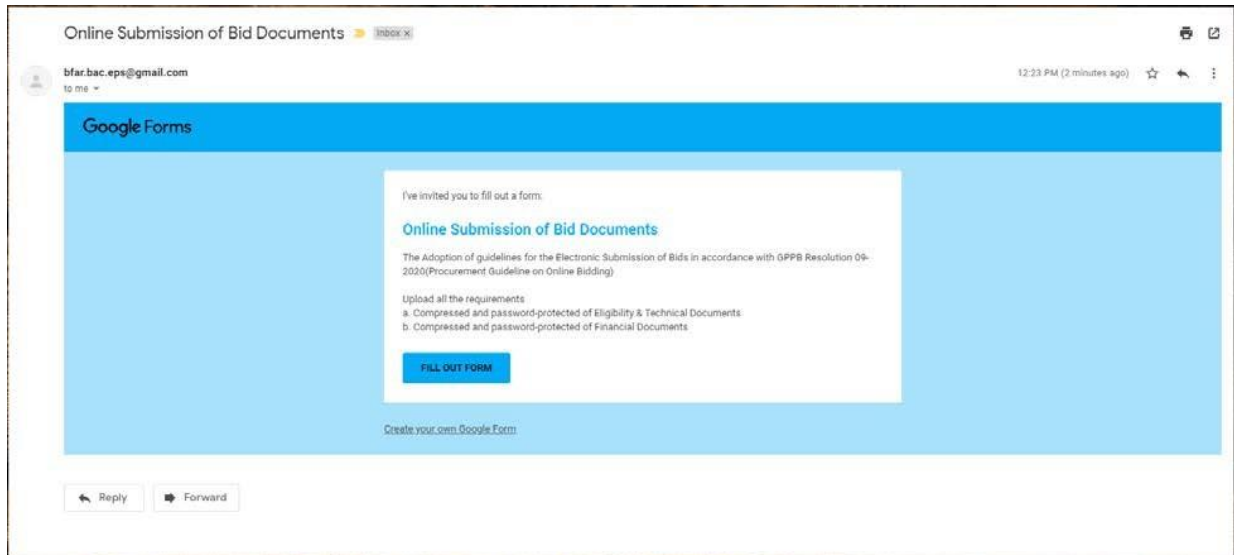 Online Submission of Bid Documents
Inbox x
bfar.bac.eps@gmail.com
12:23 PM (2 minutes ago)
to me
Google Forms
I've invited you to fill out a form:
Online Submission of Bid Documents
The Adoption of guidelines for the Electronic Submission of Bids in accordance with GPPB Resolution 09-
2020(Procurement Guideline on Online Bidding)
Upload all the requirements
a. Compressed and password-protected of Eligibility & Technical Documents
b. Compressed and password-protected of Financial Documents
FILL OUT FORM
Create your own Google Form
Reply
Forward